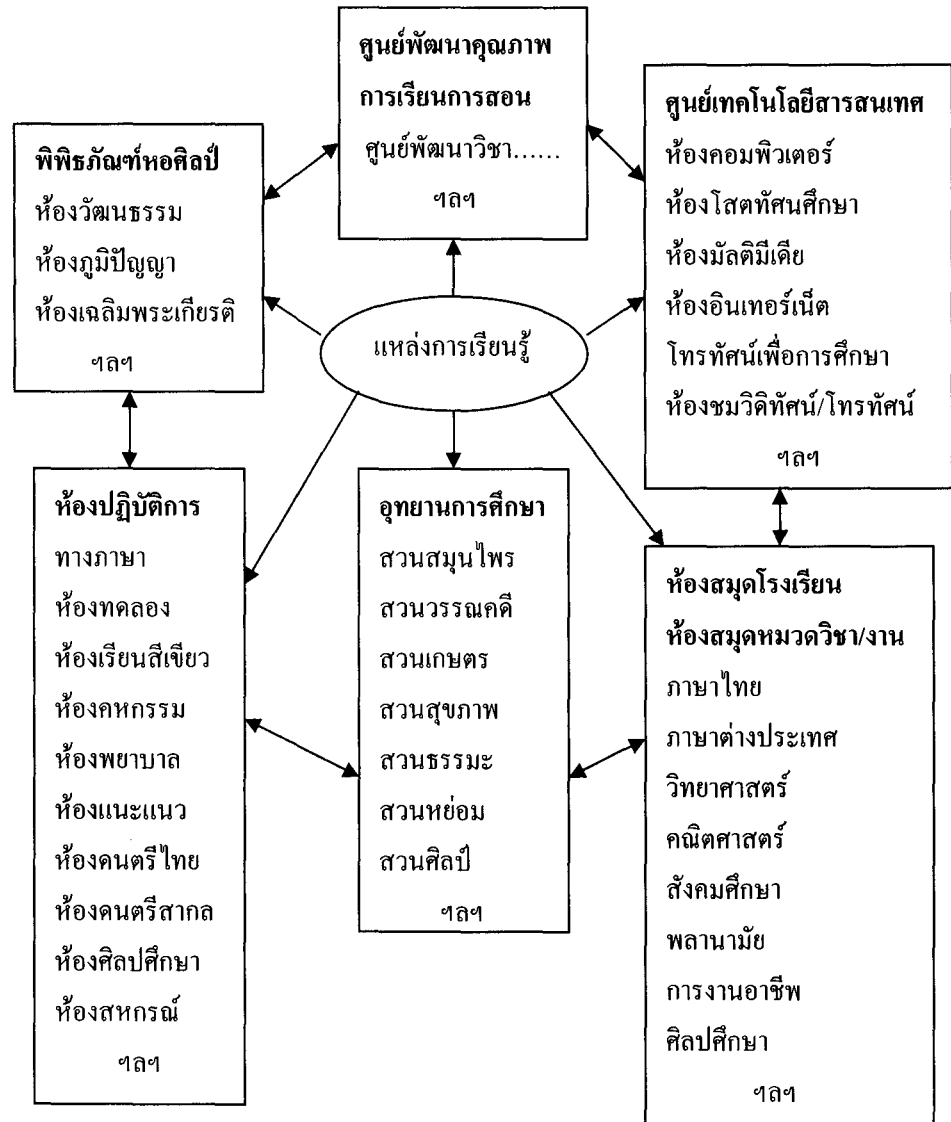 ศูนย์พัฒนาคุณภาพ
การเรียนการสอน
ศูนย์พัฒนาวิชา......
ฯลฯ
พิพิธภัณฑ์หอศิลป์
ห้องวัฒนธรรม
ห้องภูมิปัญญา
ห้องเฉลิมพระเกียรติ
ฯลฯ
ศูนย์เทคโนโลยีสารสนเทศ
ห้องคอมพิวเตอร์
ห้องโสตทัศนศึกษา
ห้องมัลติมีเดีย
ห้องอินเทอร์เน็ต
โทรทัศน์เพื่อการศึกษา
ห้องชมวิดิทัศน์/โทรทัศน์
ฯลฯ
แหล่งการเรียนรู้
ห้องปฏิบัติการ
ทางภาษา
ห้องทดลอง
ห้องเรียนสีเขียว
ห้องคหกรรม
ห้องพยาบาล
ห้องแนะแนว
ห้องดนตรีไทย
ห้องดนตรีสากล
ห้องศิลปศึกษา
ห้องสหกรณ์
ฯลฯ
อุทยานการศึกษา
สวนสมุนไพร
สวนวรรณคดี
สวนเกษตร
สวนสุขภาพ
สวนธรรมะ
สวนหย่อม
สวนศิลป์
ฯลฯ
ห้องสมุดโรงเรียน
ห้องสมุดหมวดวิชา/งาน
ภาษาไทย
ภาษาต่างประเทศ
วิทยาศาสตร์
คณิตศาสตร์
สังคมศึกษา
พลานามัย
การงานอาชีพ
ศิลปศึกษา
ฯลฯ